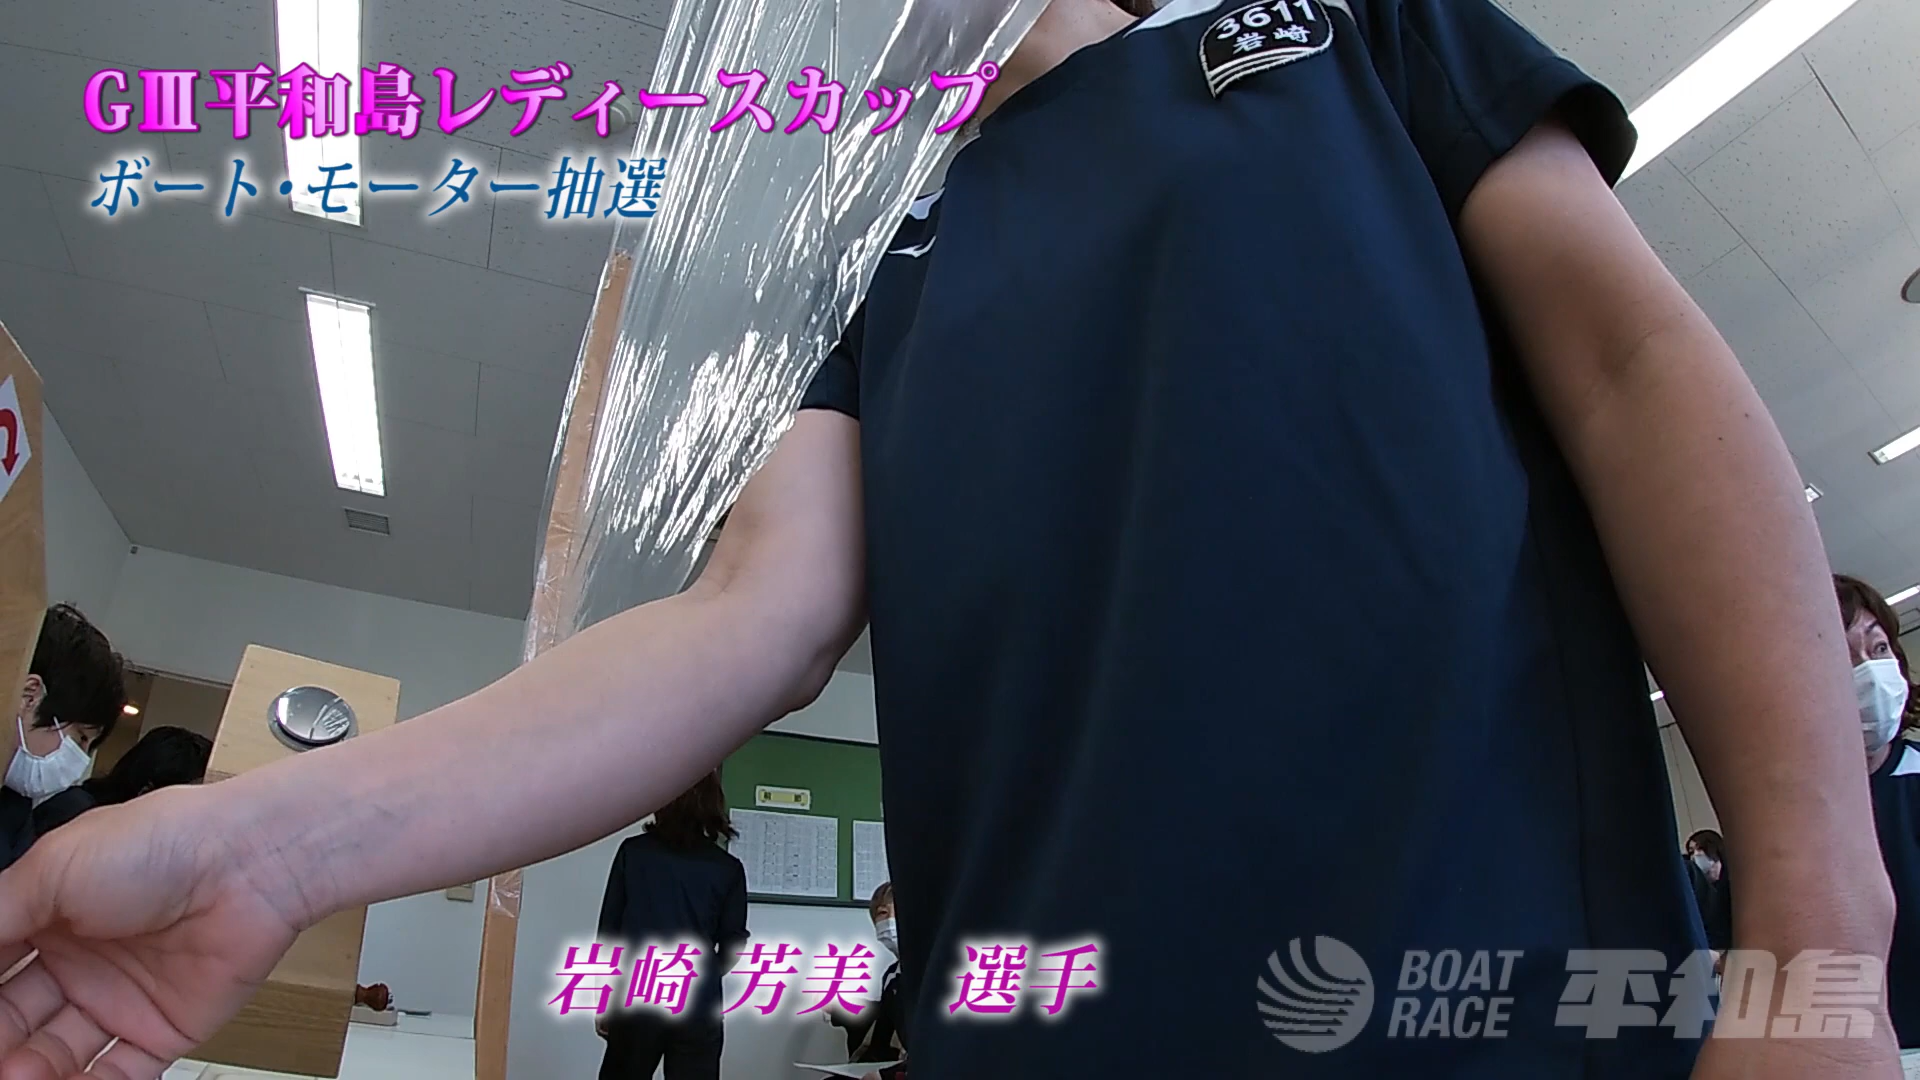 3611
岩崎
GⅢ平和島レディースカップ
ボート・モーター抽選
岩崎 芳美 選手
BOAT RACE 平和島